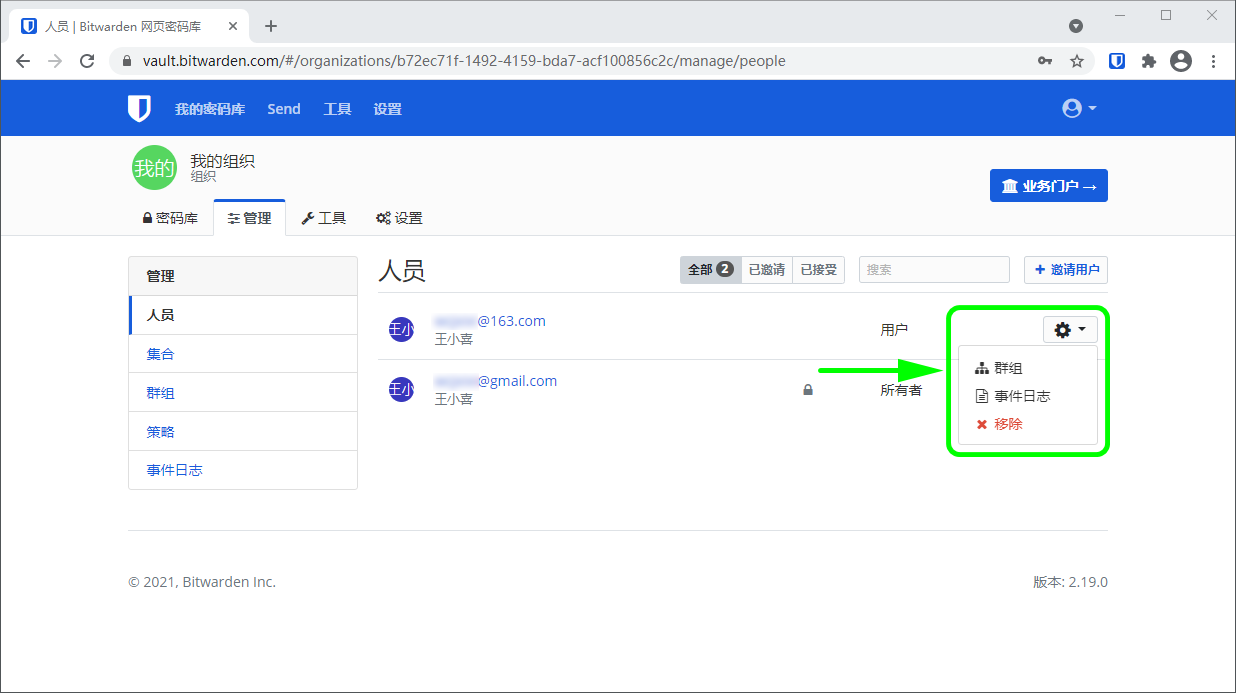 人员 | Bitwarden 网页密码库
vault.bitwarden.com/#/organizations/b72ec71f-1492-4159-bda7-acf100856c2c/manage/people
我的密码库 Send 工具 设置
我的 我的组织
组织
业务门户 →
密码库 管理 工具 设置
管理
人员
集合
群组
策略
事件日志
人员 全部 2 已邀请 已接受 搜索 + 邀请用户
王小 @163.com 用户
王小喜
王小 @gmail.com 所有者
王小喜
群组
事件日志
移除
© 2021, Bitwarden Inc. 版本: 2.19.0